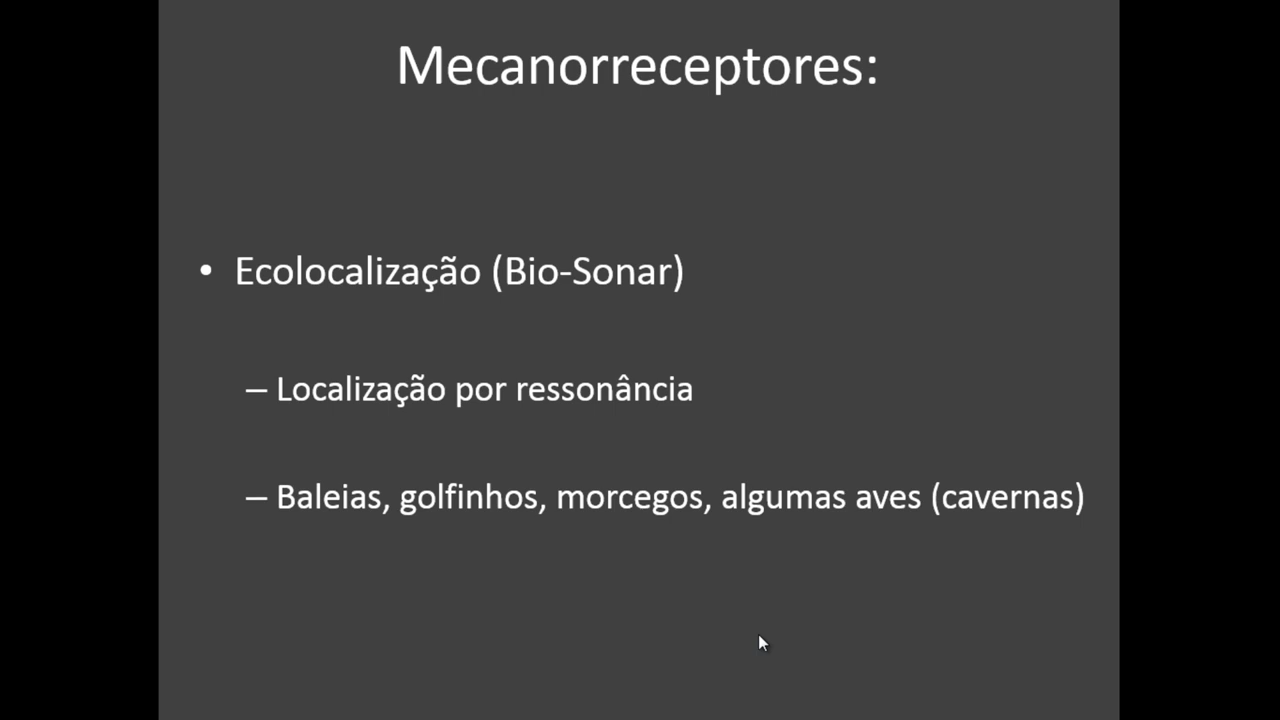 Mecanorreceptores:
• Ecolocalização (Bio-Sonar)
– Localização por ressonância
– Baleias, golfinhos, morcegos, algumas aves (cavernas)